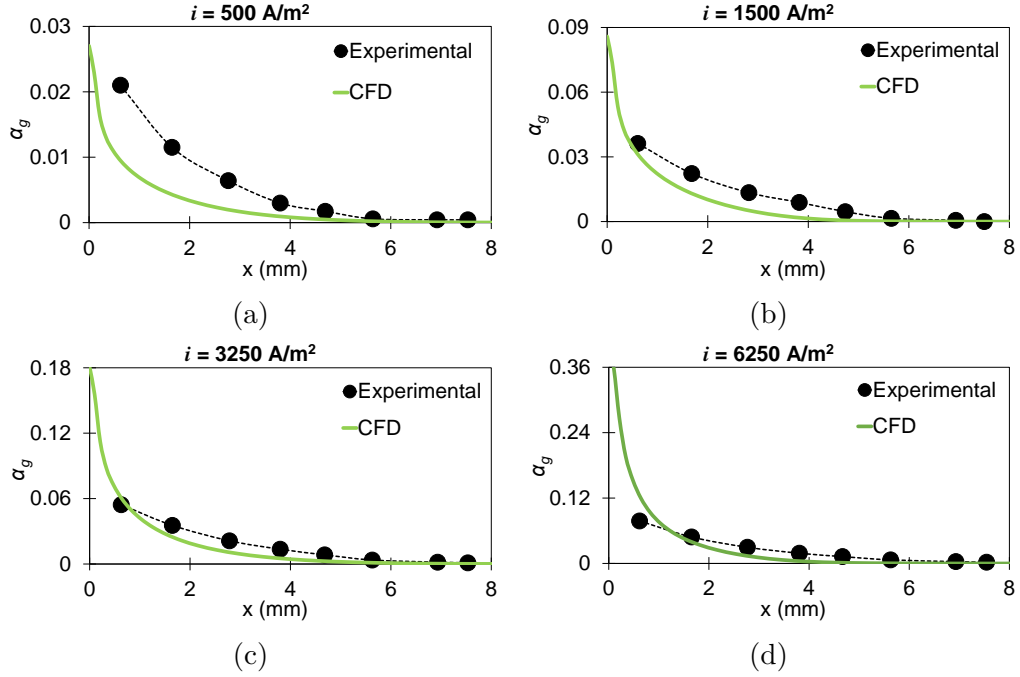 i = 500 A/m²
0.03
0.02
0.01
0
α_g
Experimental
CFD
0 2 4 6 8
x (mm)
(a)
i = 1500 A/m²
0.09
0.06
0.03
0
α_g
Experimental
CFD
0 2 4 6 8
x (mm)
(b)
i = 3250 A/m²
0.18
0.12
0.06
0
α_g
Experimental
CFD
0 2 4 6 8
x (mm)
(c)
i = 6250 A/m²
0.36
0.24
0.12
0
α_g
Experimental
CFD
0 2 4 6 8
x (mm)
(d)